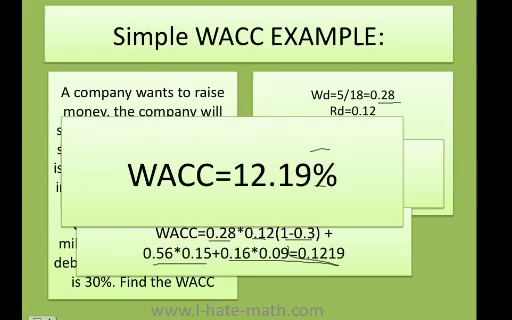 Simple WACC EXAMPLE:
A company wants to raise
money. the company will
Wd=5/18=0.28
Rd=0.12
WACC=12.19%
WACC=0.28*0.12(1-0.3) +
0.56*0.15+0.16*0.09=0.1219
is 30%. Find the WACC
www.I-hate-math.com